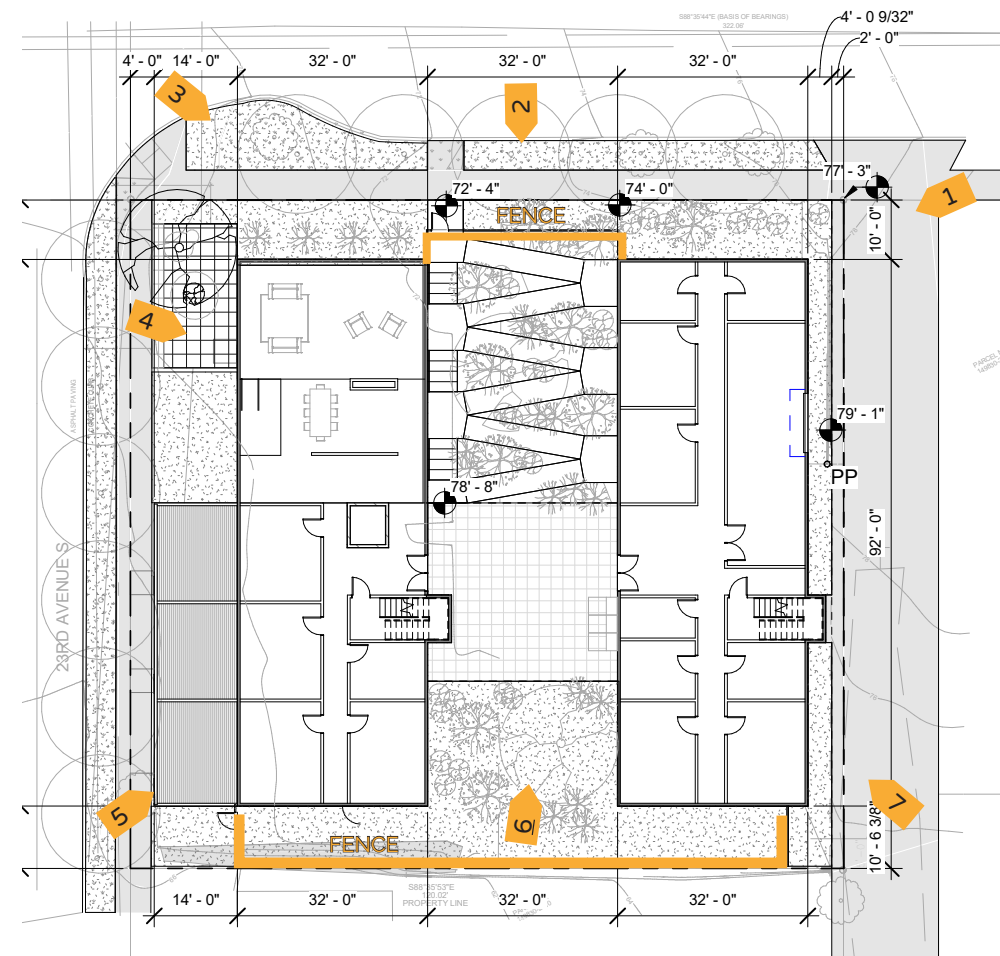 S88°35'44"E (BASIS OF BEARINGS)
322.06'
4' - 0 9/32"
2' - 0"
4' - 0"
14' - 0"
32' - 0"
32' - 0"
32' - 0"
3
2
1
77' - 3"
72' - 4"
74' - 0"
FENCE
10' - 0"
4
ASPHALT PAVING
79' - 1"
PP
78' - 8"
92' - 0"
23RD AVENUE S
5
6
7
FENCE
10' - 6 3/8"
S88°35'53"E
120.02'
PROPERTY LINE
14' - 0"
32' - 0"
32' - 0"
32' - 0"